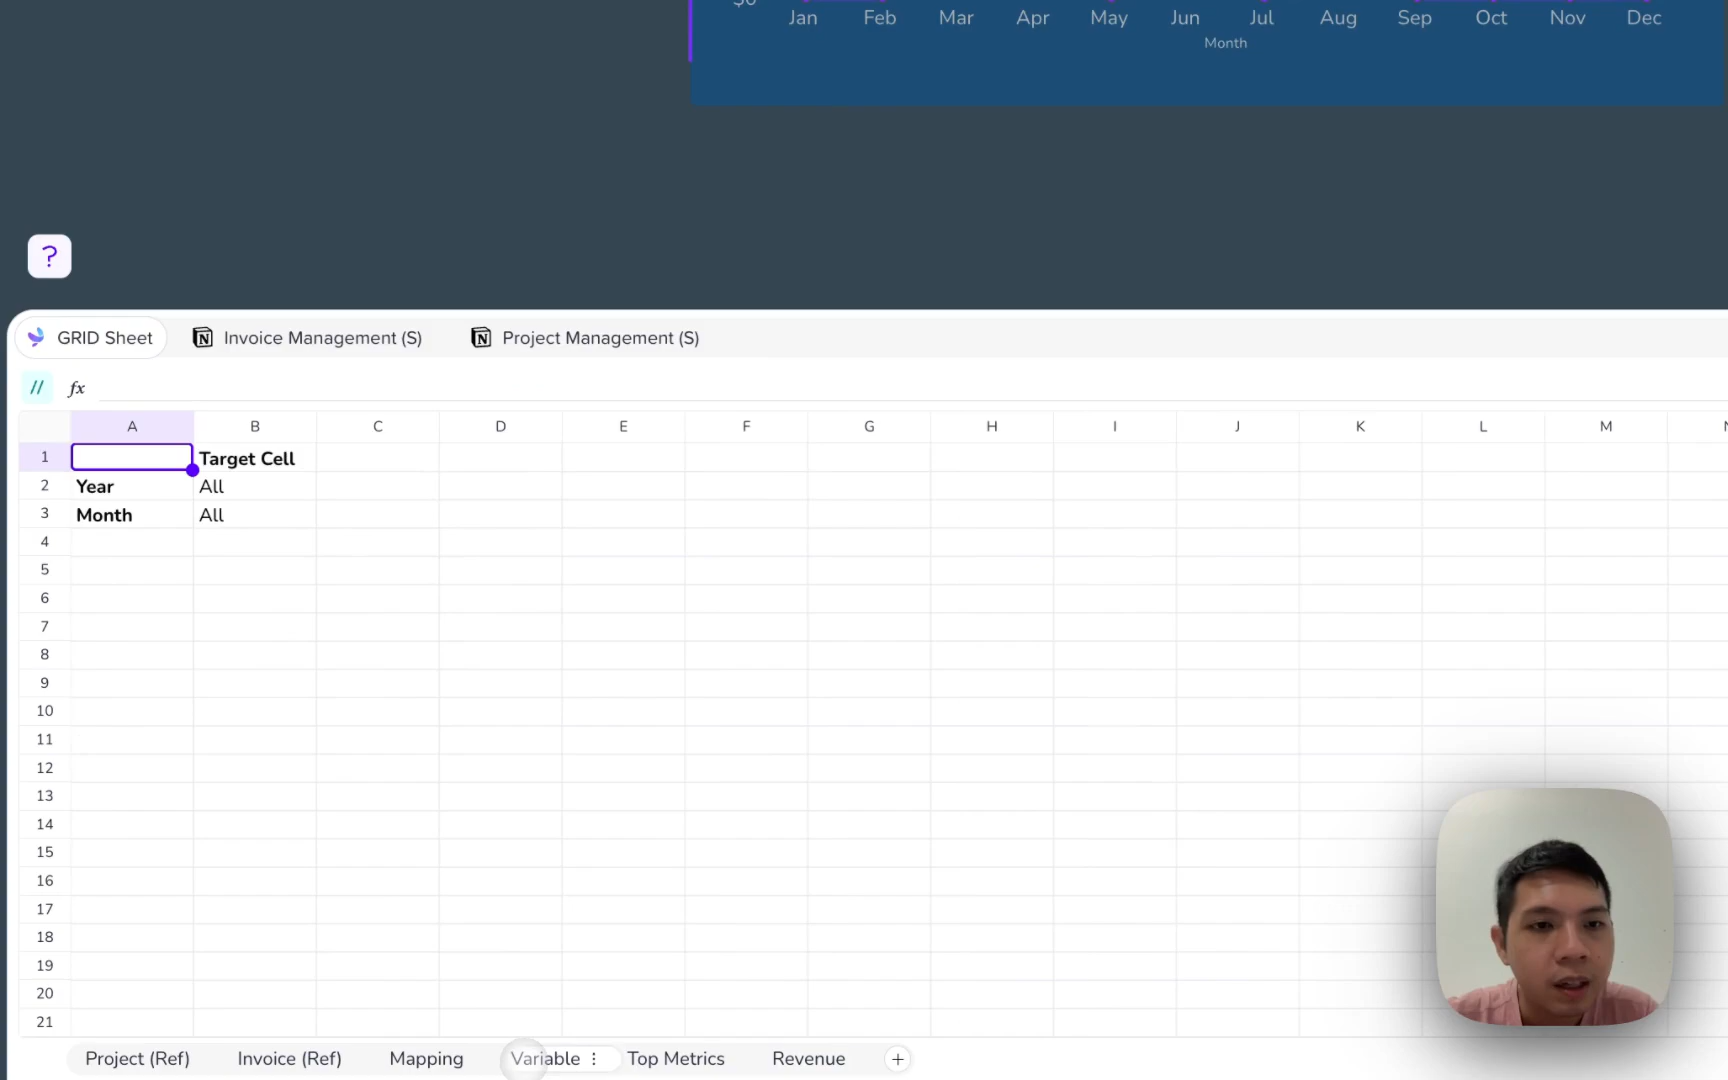 $0
Jan Feb Mar Apr May Jun Jul Aug Sep Oct Nov Dec
Month
?
GRID Sheet Invoice Management (S) Project Management (S)
// fx
A B C D E F G H I J K L M N
1 Target Cell
2 Year All
3 Month All
4
5
6
7
8
9
10
11
12
13
14
15
16
17
18
19
20
21
Project (Ref) Invoice (Ref) Mapping Variable Top Metrics Revenue +